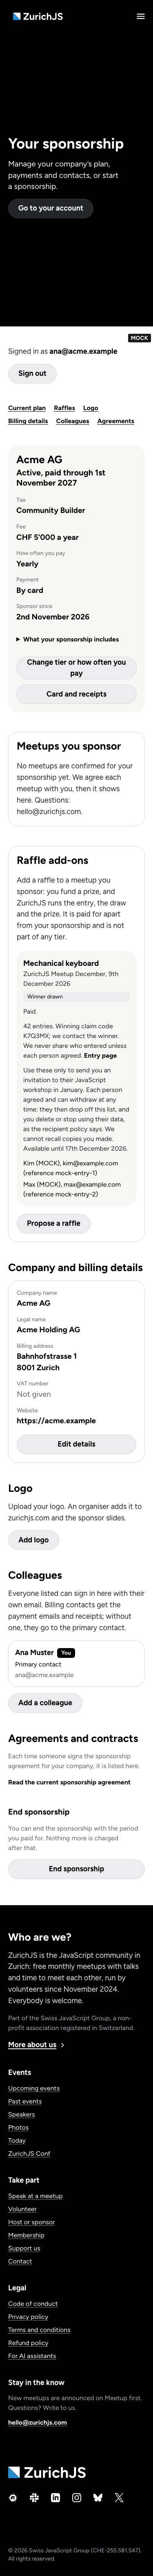 ZurichJS
Your sponsorship
Manage your company's plan,
payments and contacts, or start
a sponsorship.
Go to your account
MOCK
Signed in as ana@acme.example
Sign out
Current plan Raffles Logo
Billing details Colleagues Agreements
Acme AG
Active, paid through 1st
November 2027
Tier
Community Builder
Fee
CHF 5'000 a year
How often you pay
Yearly
Payment
By card
Sponsor since
2nd November 2026
What your sponsorship includes
Change tier or how often you
pay
Card and receipts
Meetups you sponsor
No meetups are confirmed for your
sponsorship yet. We agree each
meetup with you, then it shows
here. Questions:
hello@zurichjs.com.
Raffle add-ons
Add a raffle to a meetup you
sponsor: you fund a prize, and
ZurichJS runs the entry, the draw
and the prize. It is paid for apart
from your sponsorship and is not
part of any tier.
Mechanical keyboard
ZurichJS Meetup December, 9th
December 2026
Winner drawn
Paid.
42 entries. Winning claim code
K7Q3MX; we contact the winner.
We never share who entered unless
each person agreed. Entry page
Use these only to send you an
invitation to their JavaScript
workshop in January. Each person
agreed and can withdraw at any
time: they then drop off this list, and
you delete or stop using their data,
as the recipient policy says. We
cannot recall copies you made.
Available until 17th December 2026.
Kim (MOCK), kim@example.com
(reference mock-entry-1)
Max (MOCK), max@example.com
(reference mock-entry-2)
Propose a raffle
Company and billing details
Company name
Acme AG
Legal name
Acme Holding AG
Billing address
Bahnhofstrasse 1
8001 Zurich
VAT number
Not given
Website
https://acme.example
Edit details
Logo
Upload your logo. An organiser adds it to
zurichjs.com and the sponsor slides.
Add logo
Colleagues
Everyone listed can sign in here with their
own email. Billing contacts get the
payment emails and receipts; without
one, they go to the primary contact.
Ana Muster You
Primary contact
ana@acme.example
Add a colleague
Agreements and contracts
Each time someone signs the sponsorship
agreement for your company, it is listed here.
Read the current sponsorship agreement
End sponsorship
You can end the sponsorship with the period
you paid for. Nothing more is charged
after that.
End sponsorship
Who are we?
ZurichJS is the JavaScript community in
Zurich: free monthly meetups with talks
and time to meet each other, run by
volunteers since November 2024.
Everybody is welcome.
Part of the Swiss JavaScript Group, a non-
profit association registered in Switzerland.
More about us
Events
Upcoming events
Past events
Speakers
Photos
Today
ZurichJS Conf
Take part
Speak at a meetup
Volunteer
Host or sponsor
Membership
Support us
Contact
Legal
Code of conduct
Privacy policy
Terms and conditions
Refund policy
For AI assistants
Stay in the know
New meetups are announced on Meetup first.
Questions? Write to us.
hello@zurichjs.com
ZurichJS
© 2026 Swiss JavaScript Group (CHE-255.581.547).
All rights reserved.